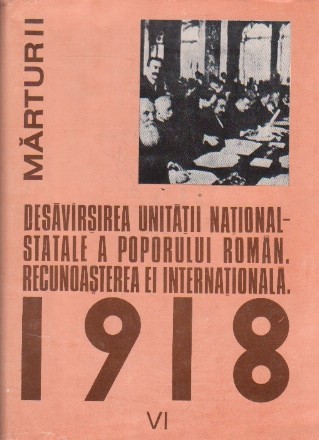 MĂRTURII
DESĂVÎRȘIREA UNITĂȚII NAȚIONAL-
STATALE A POPORULUI ROMÂN.
RECUNOAȘTEREA EI INTERNAȚIONALĂ.
1918
VI